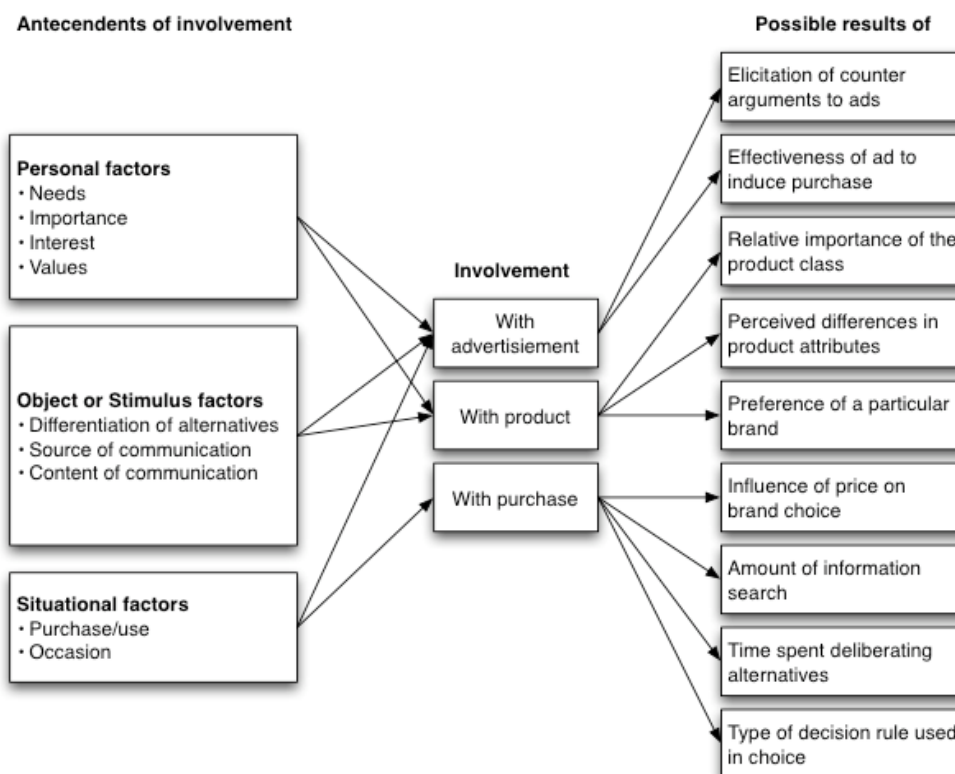 Antecendents of involvement
Personal factors
• Needs
• Importance
• Interest
• Values
Object or Stimulus factors
• Differentiation of alternatives
• Source of communication
• Content of communication
Situational factors
• Purchase/use
• Occasion
Involvement
With
advertisiement
With product
With purchase
Possible results of
Elicitation of counter
arguments to ads
Effectiveness of ad to
induce purchase
Relative importance of the
product class
Perceived differences in
product attributes
Preference of a particular
brand
Influence of price on
brand choice
Amount of information
search
Time spent deliberating
alternatives
Type of decision rule used
in choice